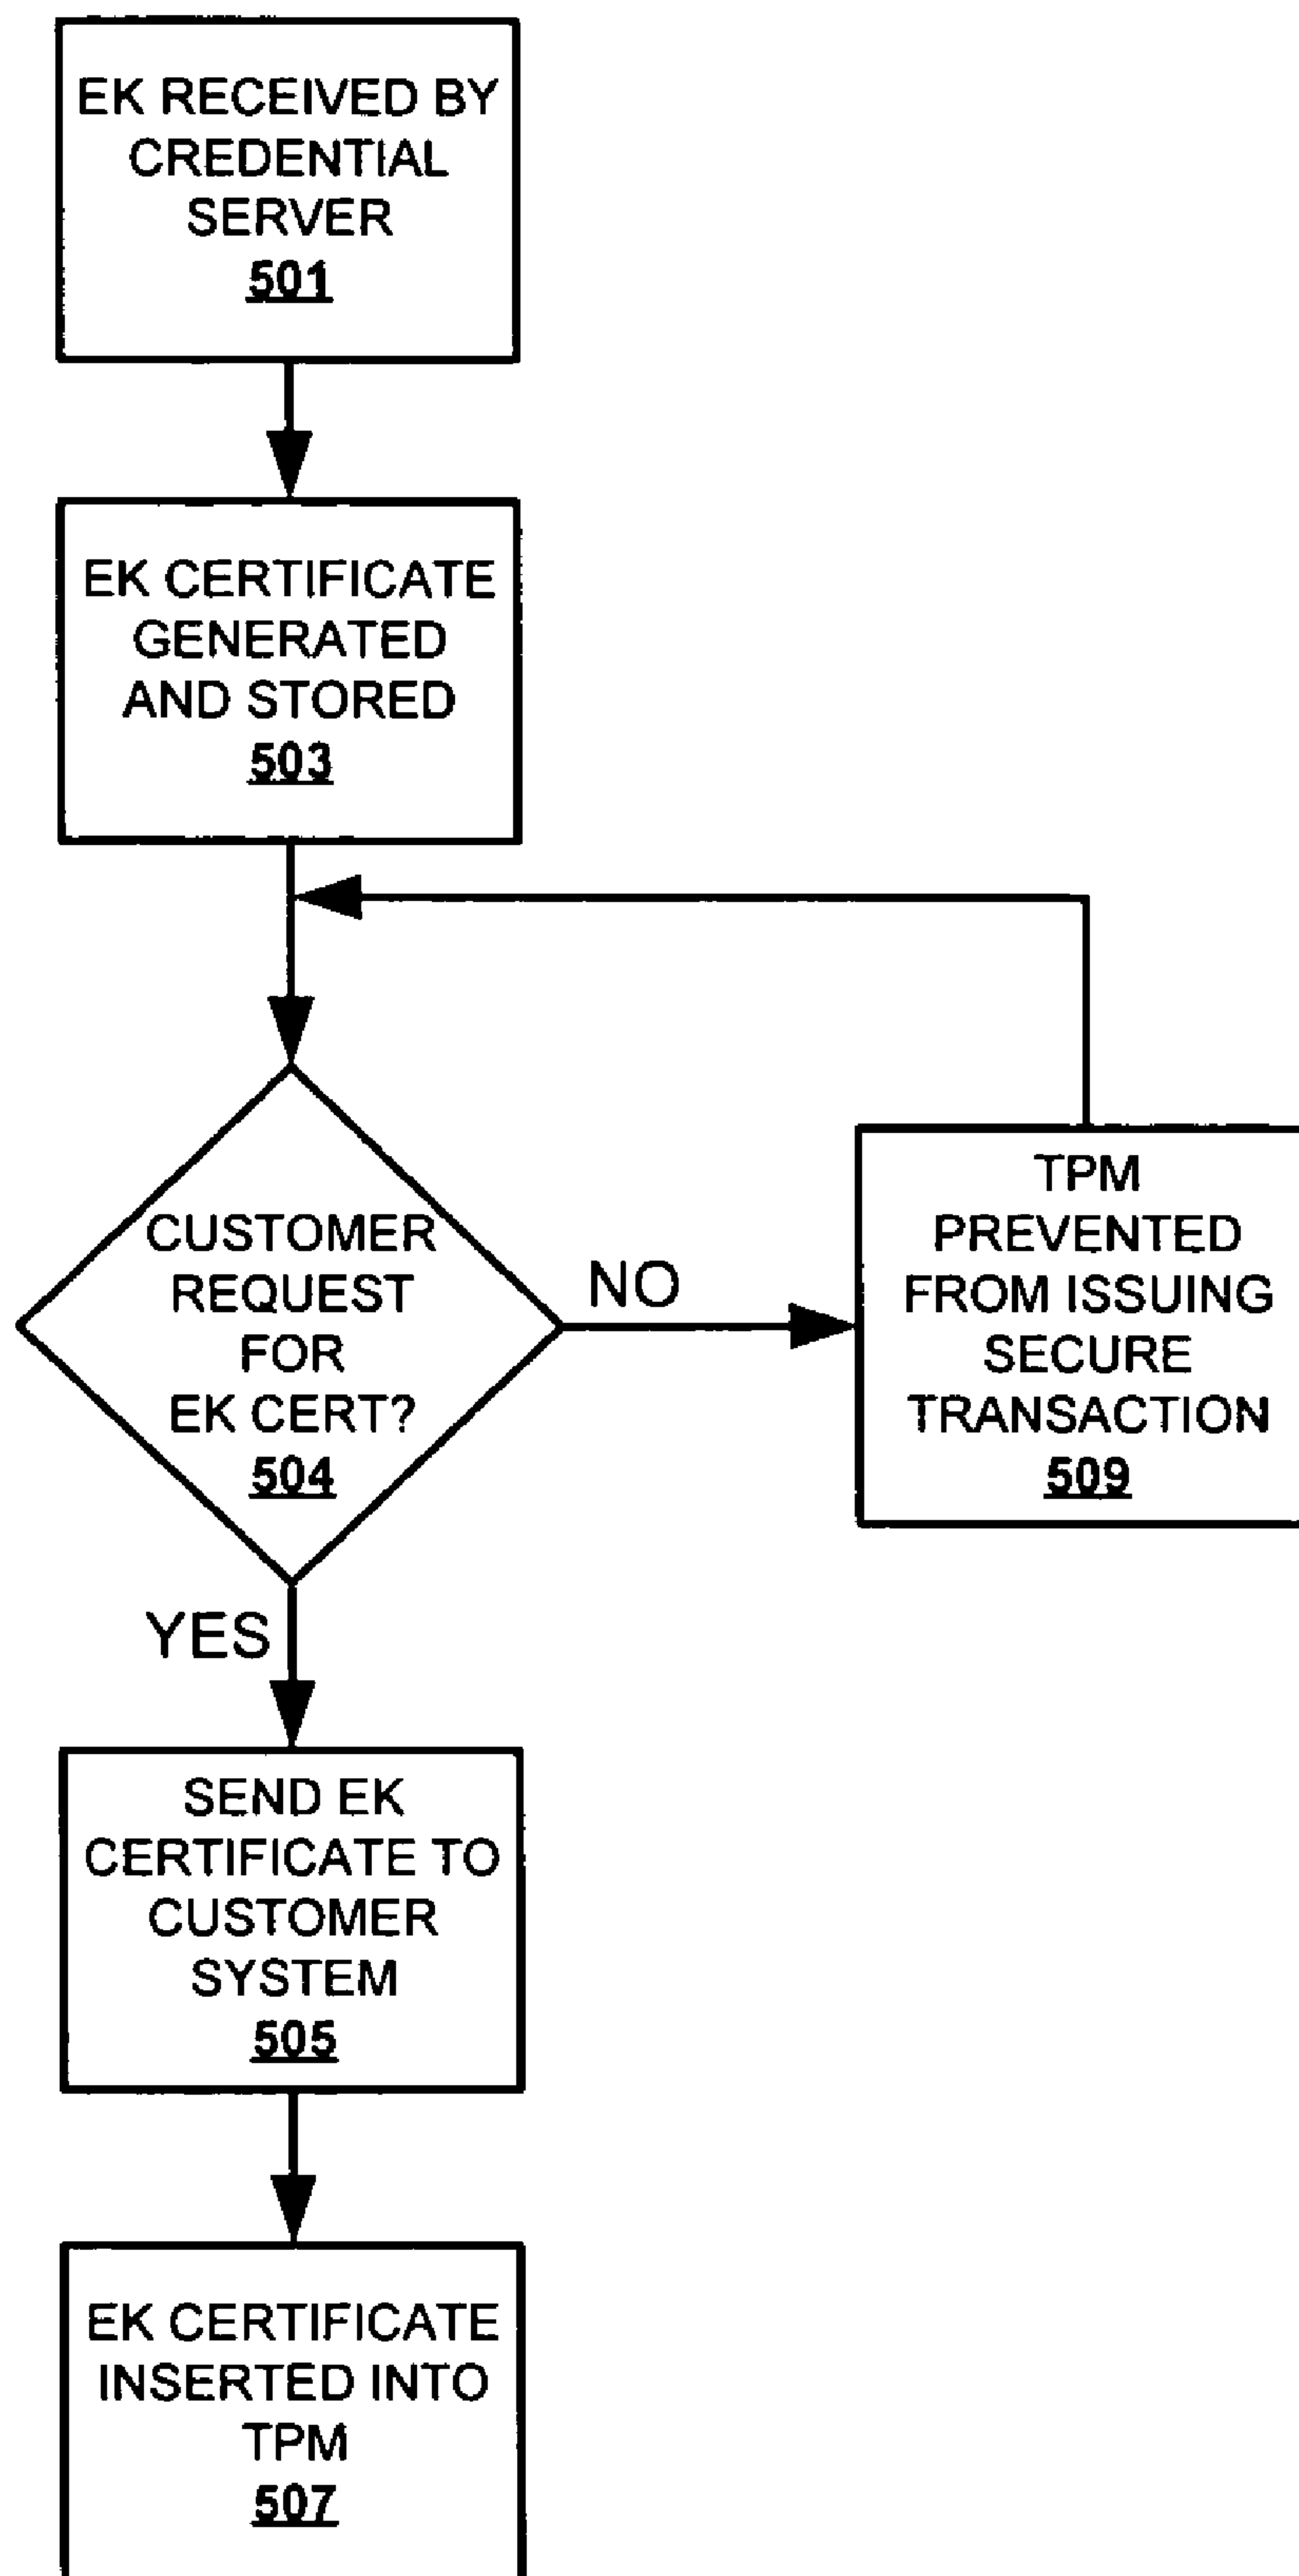 EK RECEIVED BY
CREDENTIAL
SERVER
501
EK CERTIFICATE
GENERATED
AND STORED
503
CUSTOMER
REQUEST
FOR
EK CERT?
504
NO
TPM
PREVENTED
FROM ISSUING
SECURE
TRANSACTION
509
YES
SEND EK
CERTIFICATE TO
CUSTOMER
SYSTEM
505
EK CERTIFICATE
INSERTED INTO
TPM
507